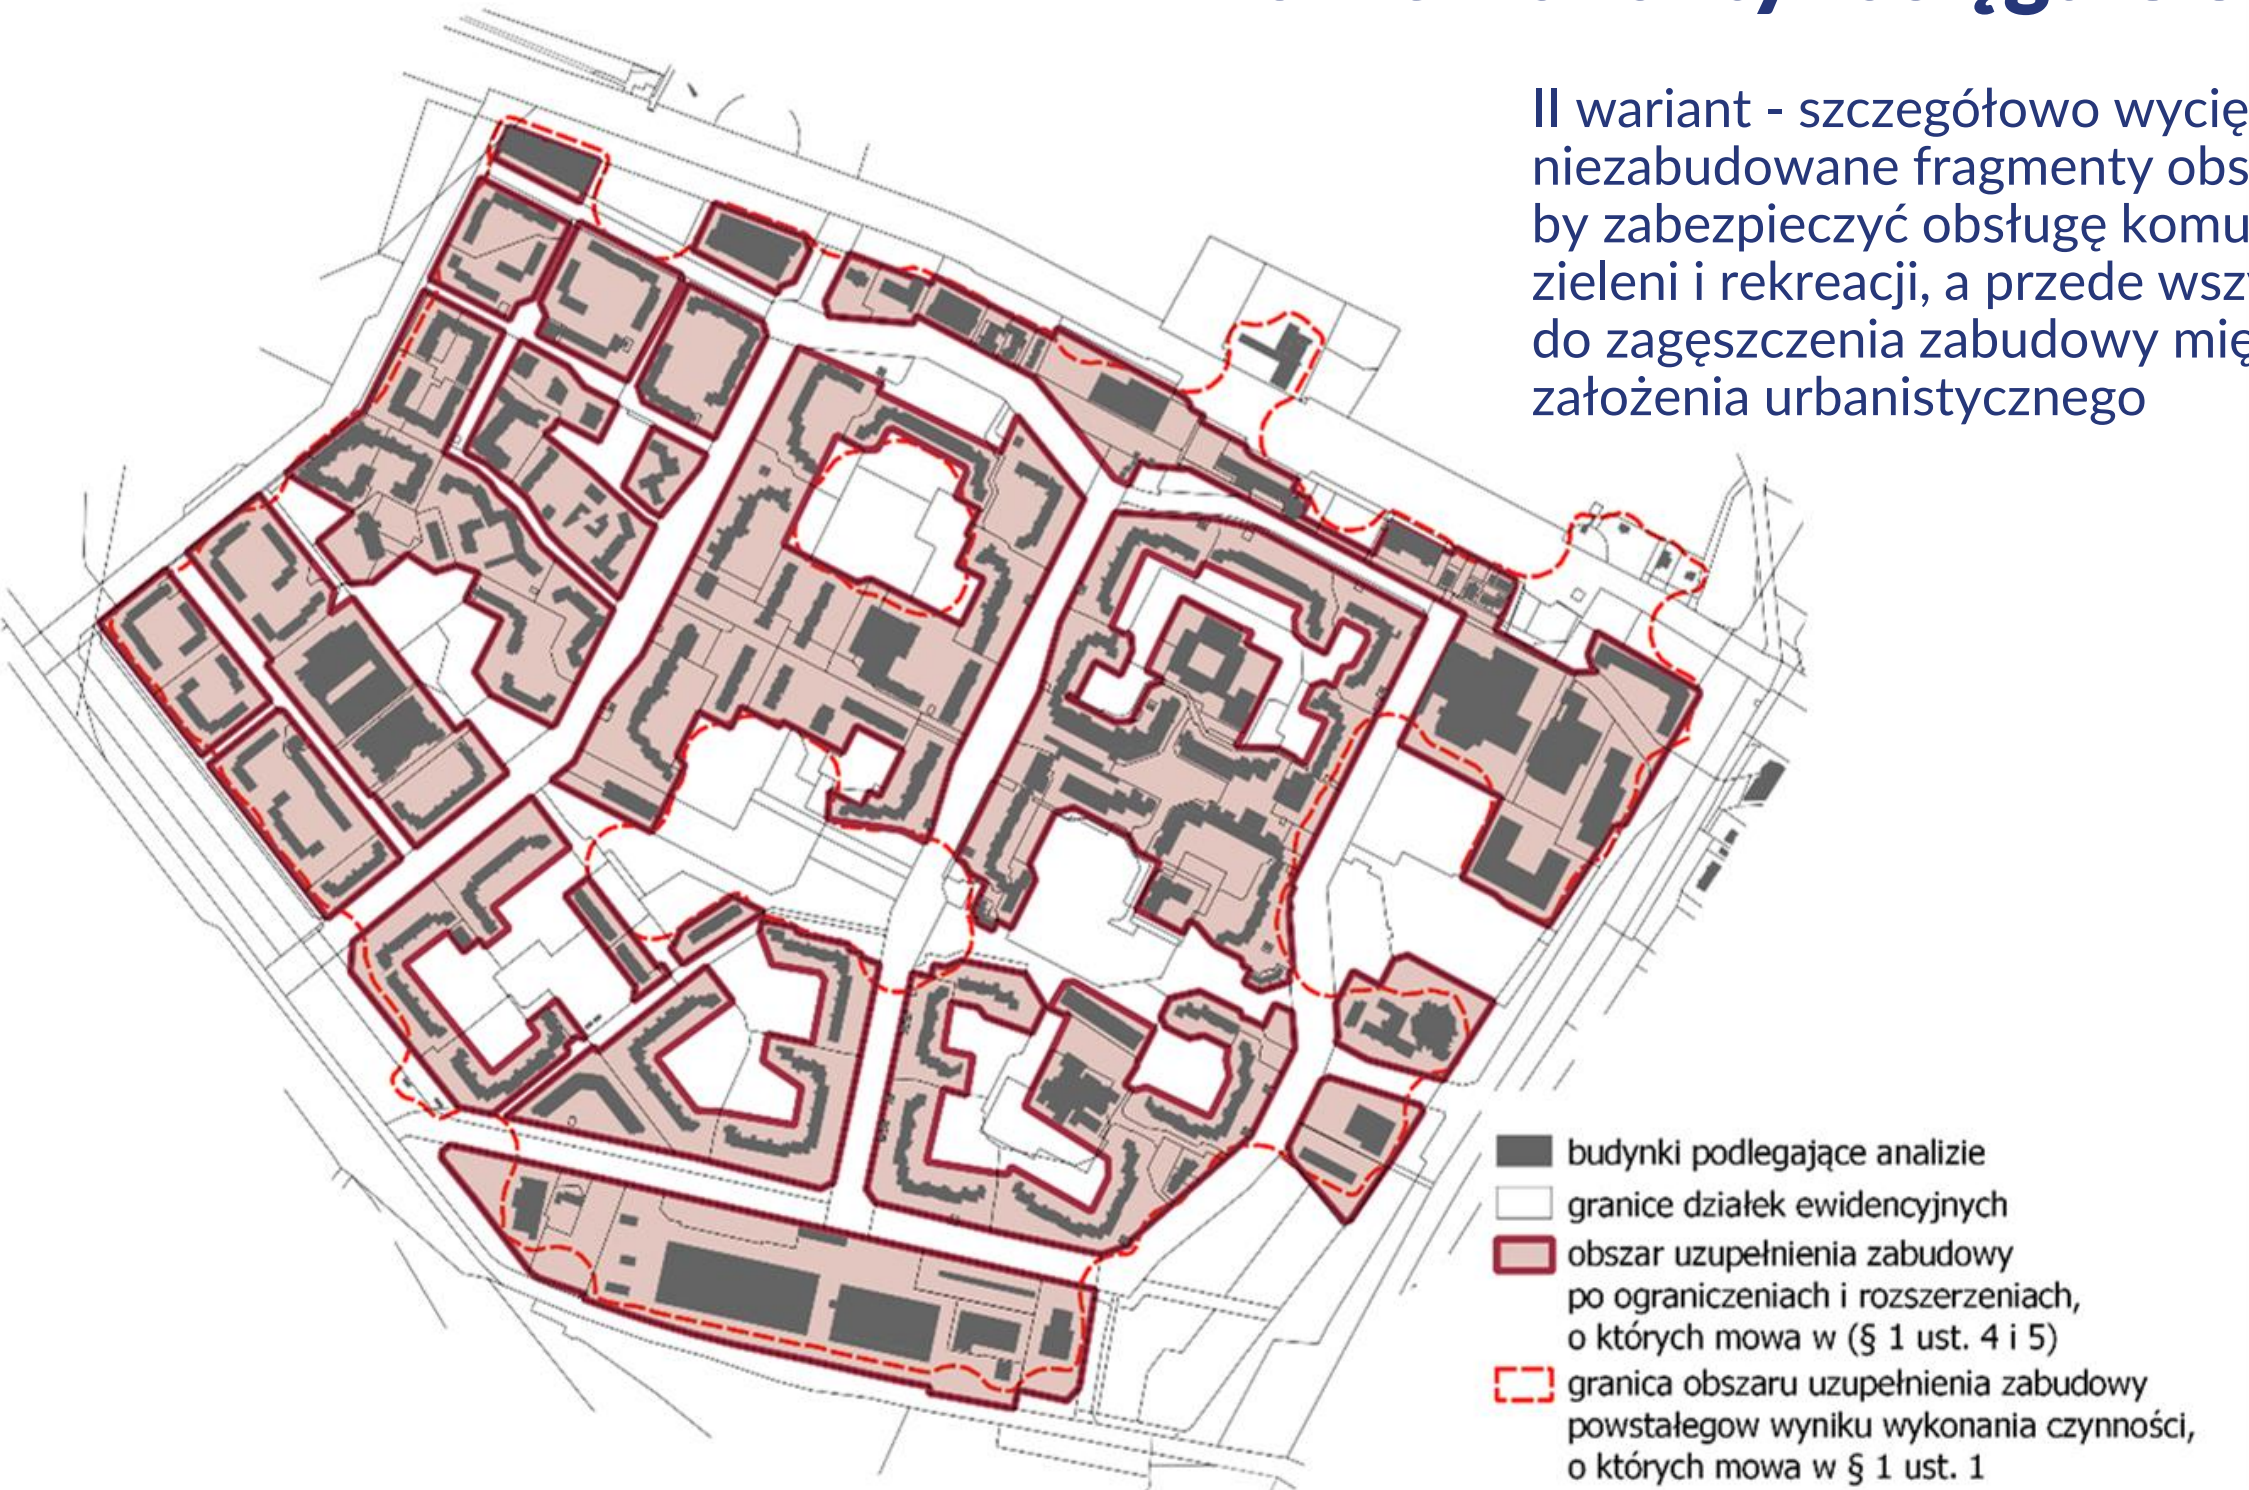 II wariant - szczegółowo wycię
niezabudowane fragmenty obs
by zabezpieczyć obsługę komu
zieleni i rekreacji, a przede wszy
do zagęszczenia zabudowy mię
założenia urbanistycznego
budynki podlegające analizie
granice działek ewidencyjnych
obszar uzupełnienia zabudowy
po ograniczeniach i rozszerzeniach,
o których mowa w (§ 1 ust. 4 i 5)
granica obszaru uzupełnienia zabudowy
powstałegow wyniku wykonania czynności,
o których mowa w § 1 ust. 1